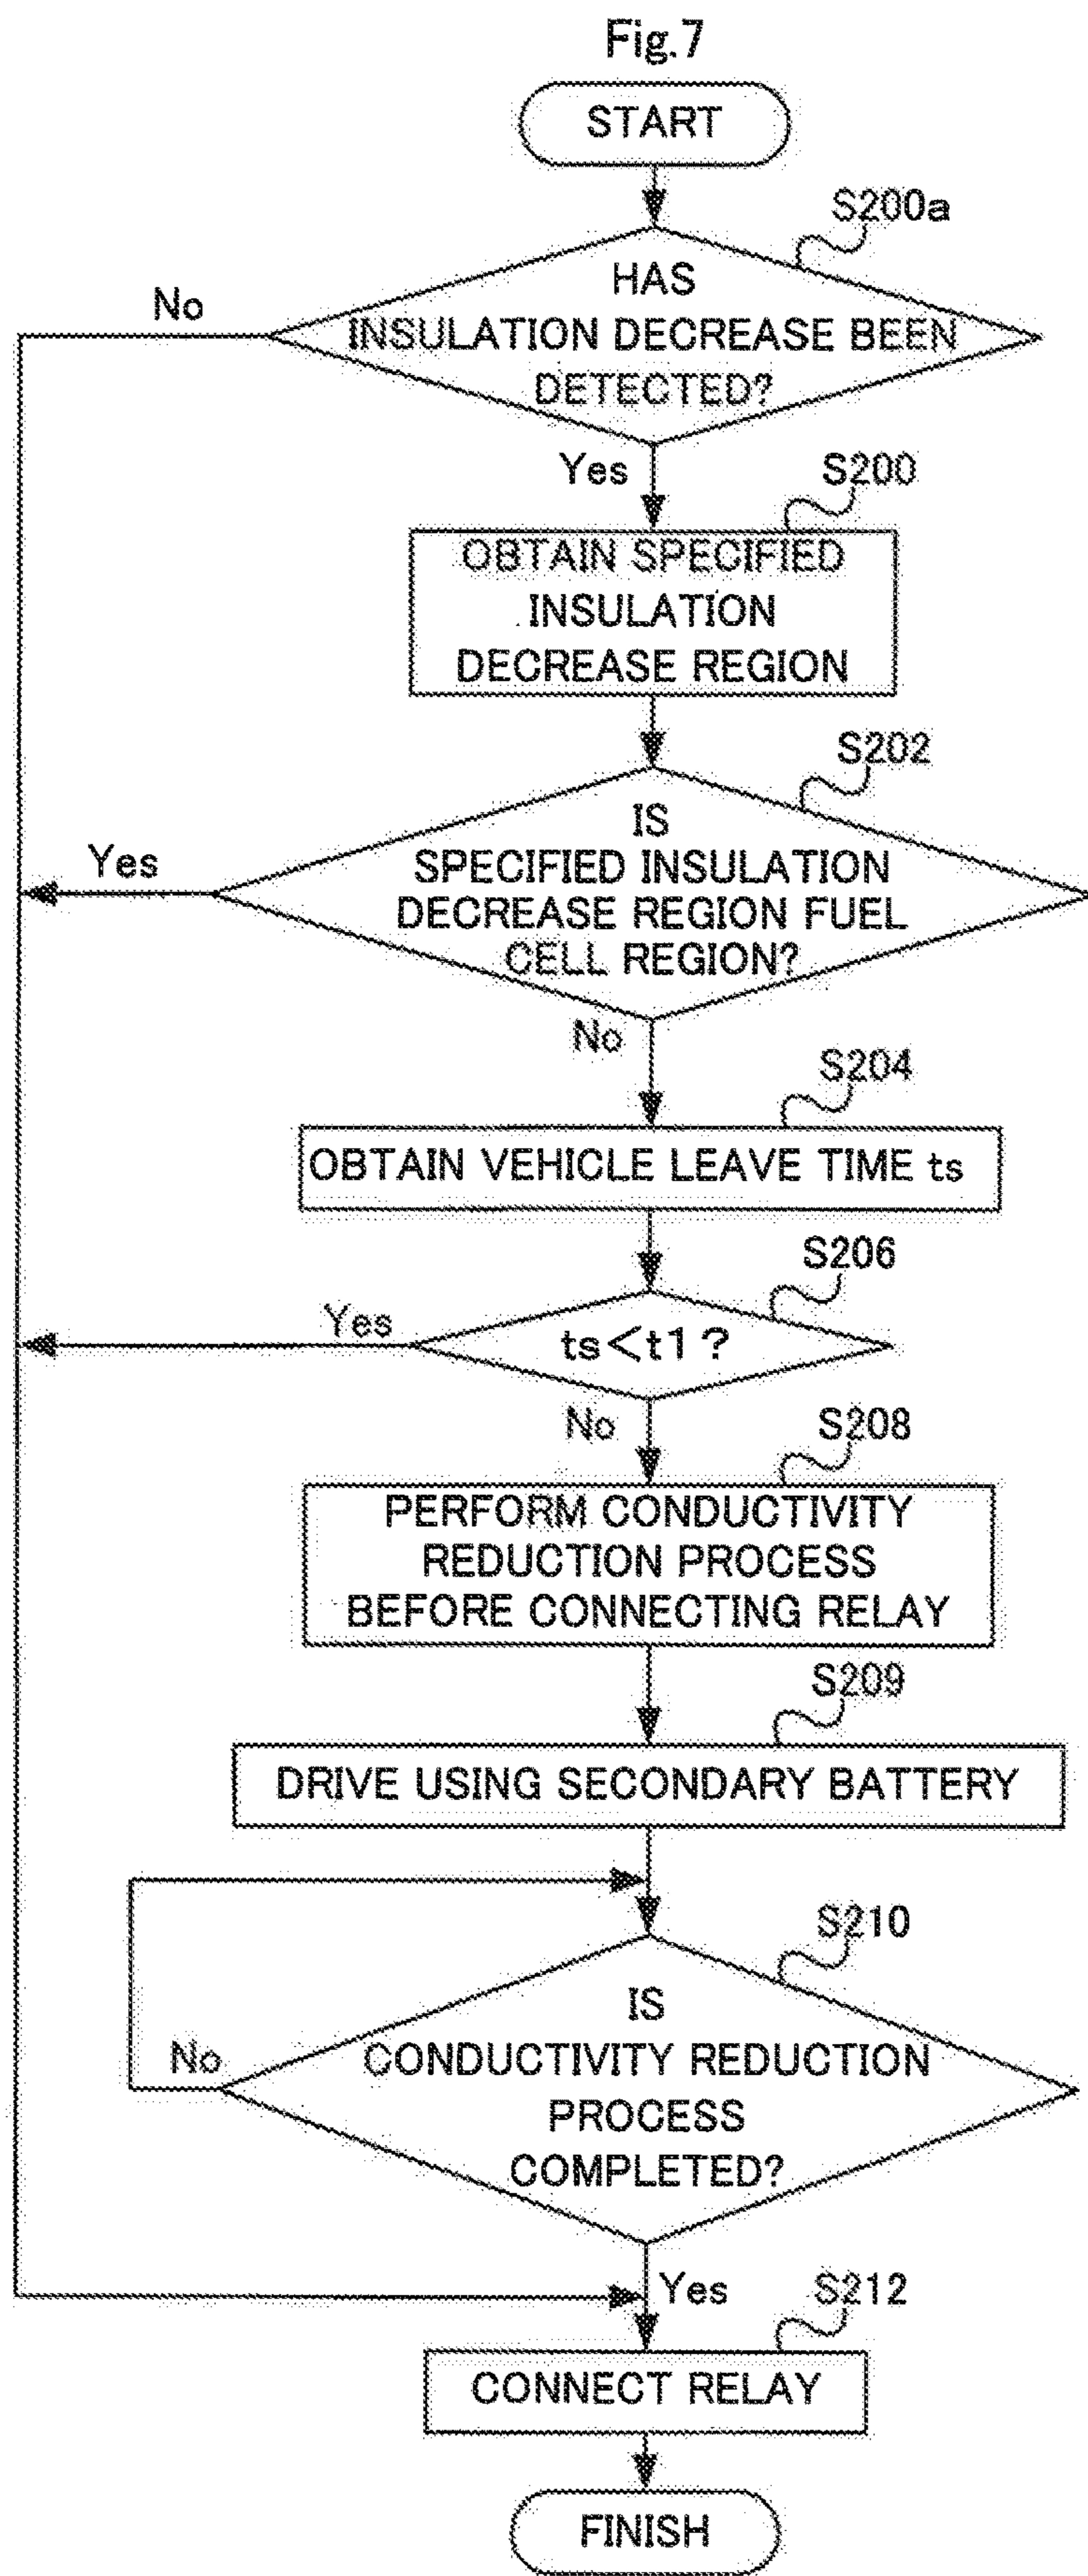 Fig.7
START
S200a
HAS
INSULATION DECREASE BEEN
DETECTED?
No
Yes
S200
OBTAIN SPECIFIED
INSULATION
DECREASE REGION
S202
IS
SPECIFIED INSULATION
DECREASE REGION FUEL
CELL REGION?
Yes
No
S204
OBTAIN VEHICLE LEAVE TIME ts
S206
ts<t1?
Yes
No
S208
PERFORM CONDUCTIVITY
REDUCTION PROCESS
BEFORE CONNECTING RELAY
S209
DRIVE USING SECONDARY BATTERY
S210
IS
CONDUCTIVITY REDUCTION
PROCESS
COMPLETED?
No
Yes
S212
CONNECT RELAY
FINISH